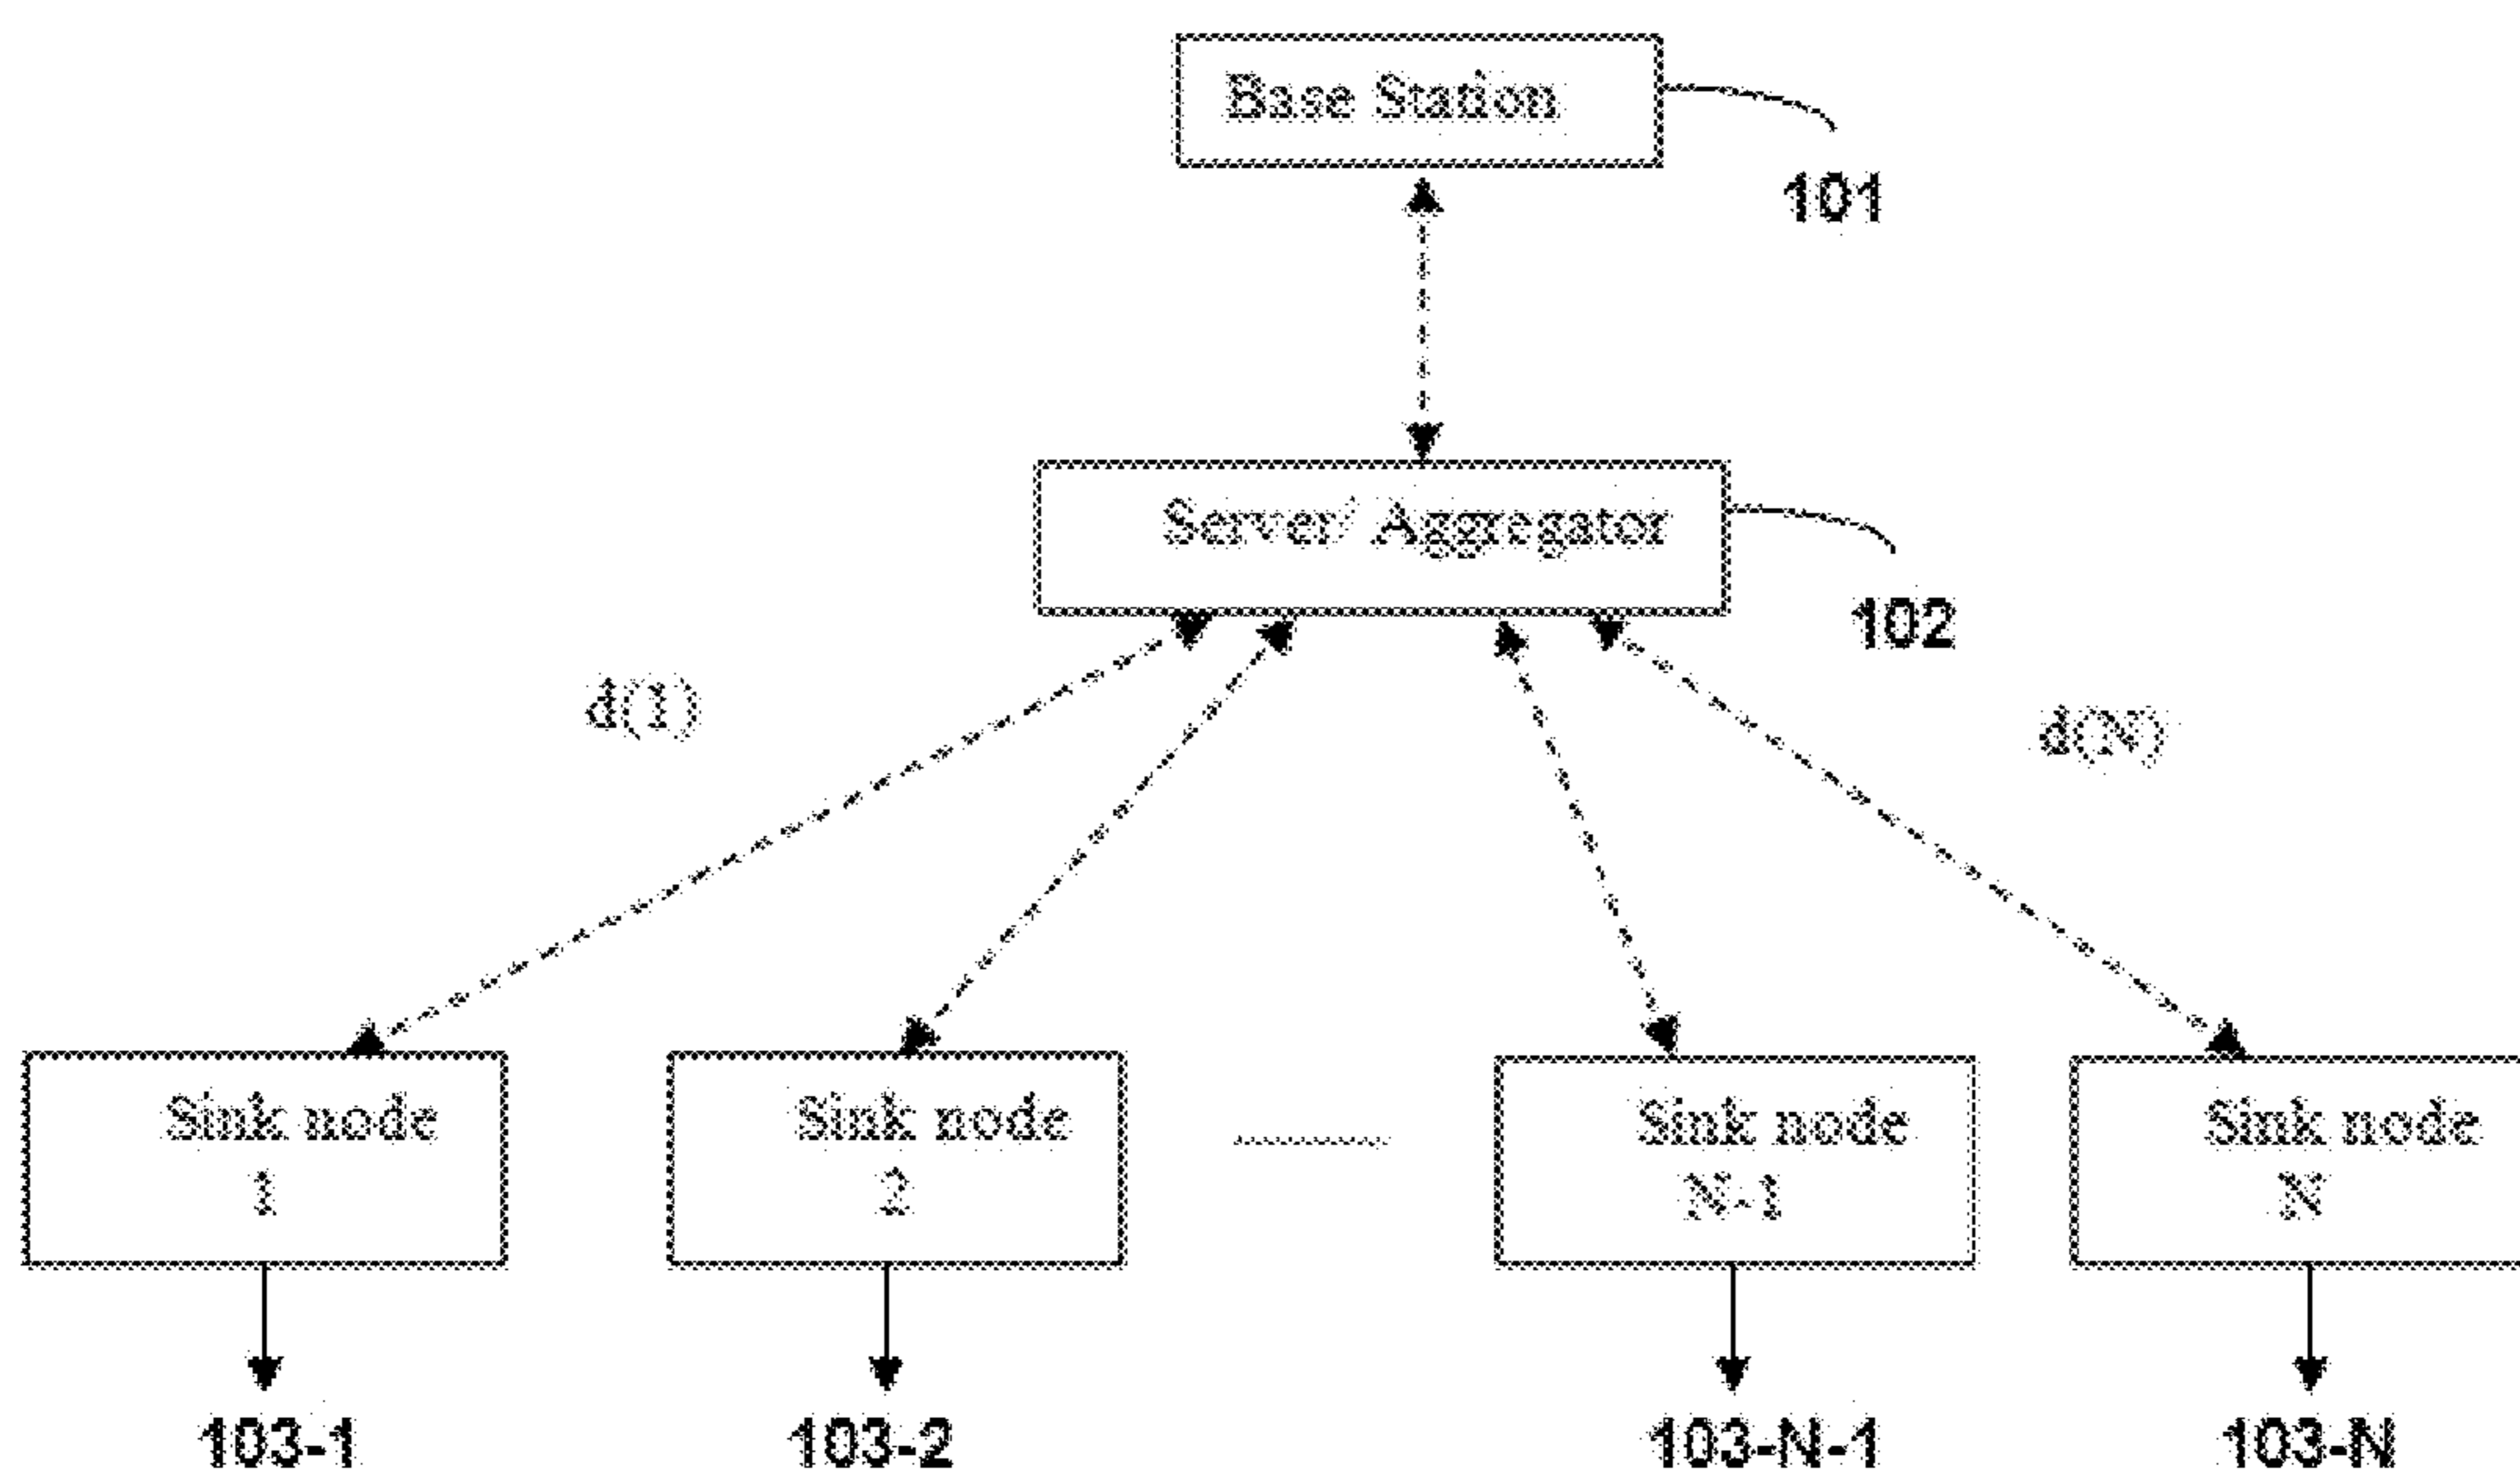 Base Station
101
Server/ Aggregator
102
d(1)
d(N)
Sink node
1
Sink node
2
Sink node
N-1
Sink node
N
103-1
103-2
103-N-1
103-N